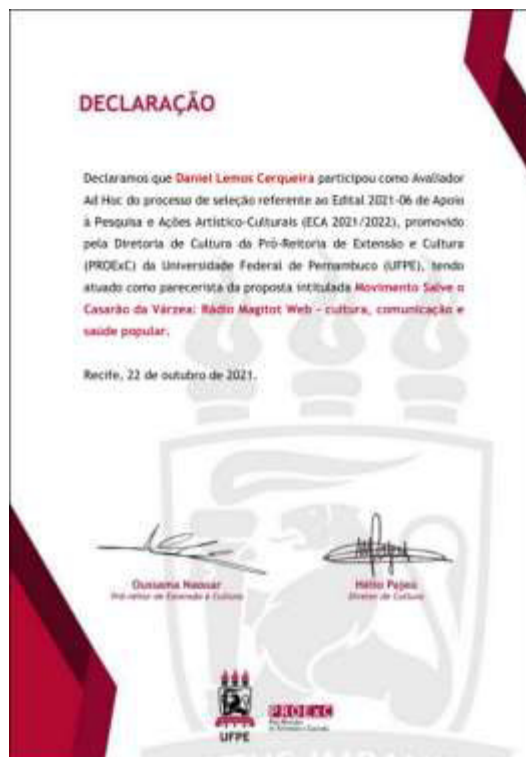 DECLARAÇÃO
Declaramos que Daniel Lemos Cerqueira participou como Avaliador
Ad Hoc do processo de seleção referente ao Edital 2021-06 de Apoio
à Pesquisa e Ações Artístico-Culturais (ECA 2021/2022), promovido
pela Diretoria de Cultura da Pró-Reitoria de Extensão e Cultura
(PROExC) da Universidade Federal de Pernambuco (UFPE), tendo
atuado como parecerista da proposta intitulada Movimento Salve o
Casarão da Várzea: Rádio Magitot Web - cultura, comunicação e
saúde popular.
Recife, 22 de outubro de 2021.
Oussama Naouar
Pró-reitor de Extensão e Cultura
Hélio Pajeú
Diretor de Cultura
UFPE
PROExC